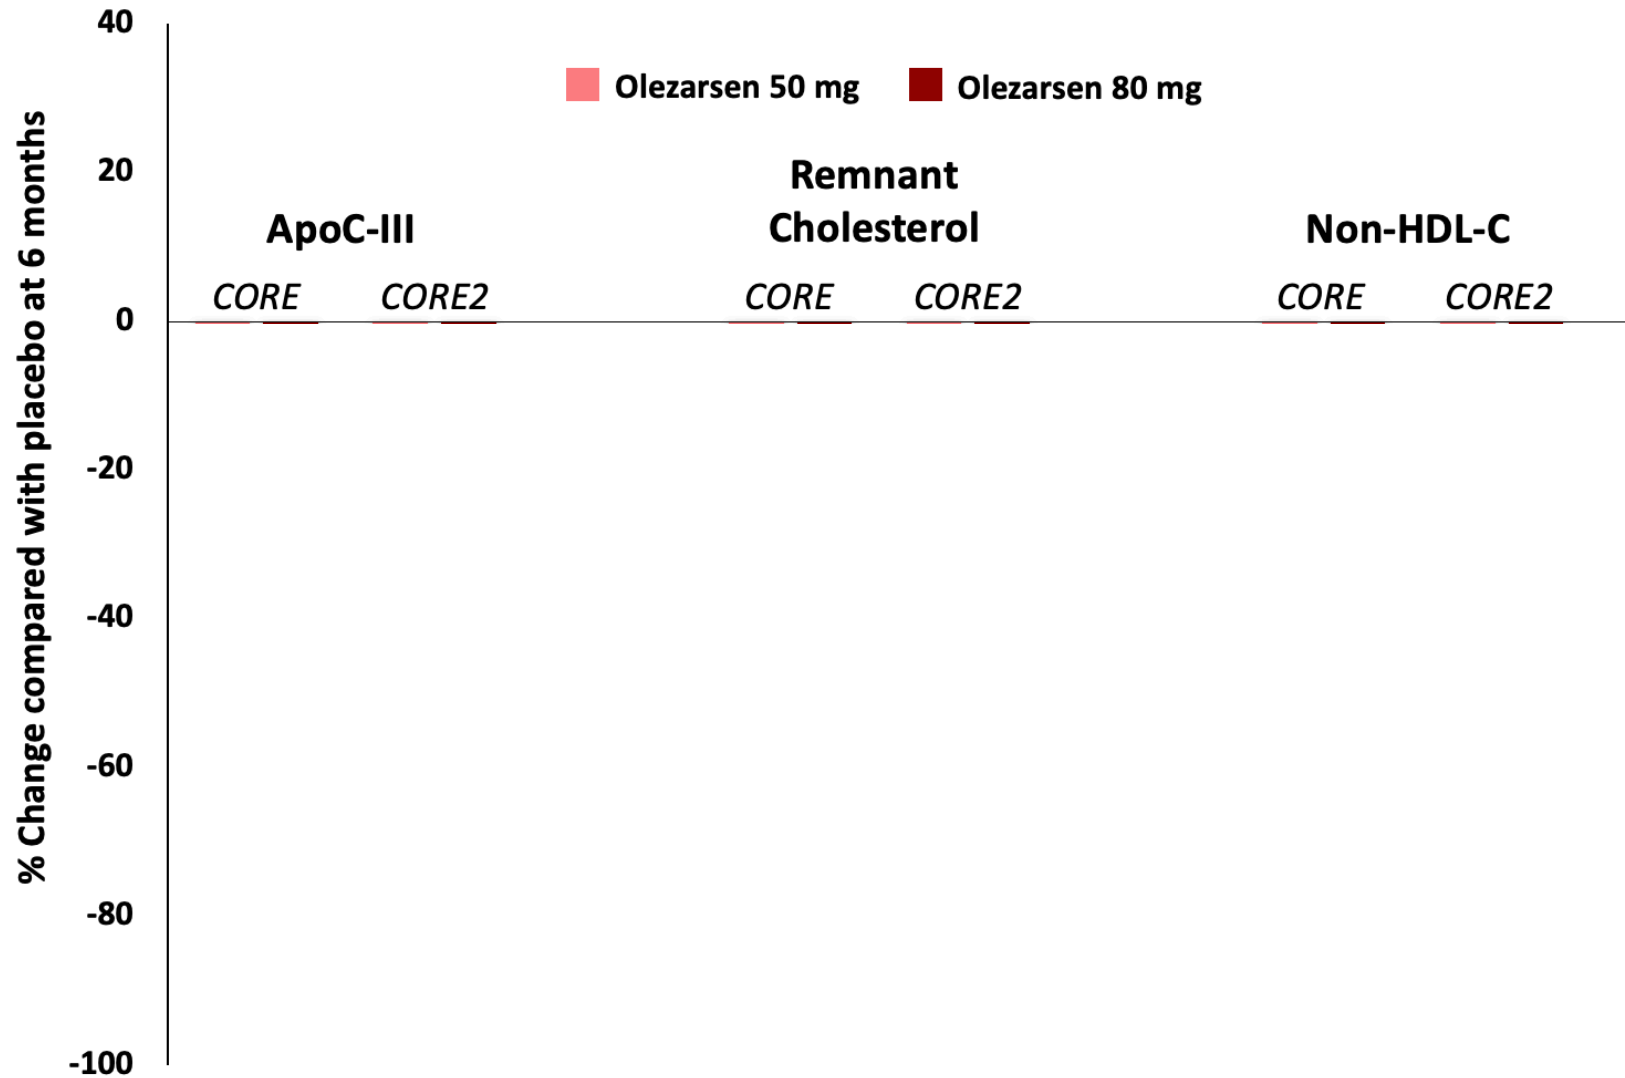 % Change compared with placebo at 6 months
40
20
0
-20
-40
-60
-80
-100
Olezarsen 50 mg
Olezarsen 80 mg
ApoC-III
CORE
CORE2
Remnant
Cholesterol
CORE
CORE2
Non-HDL-C
CORE
CORE2